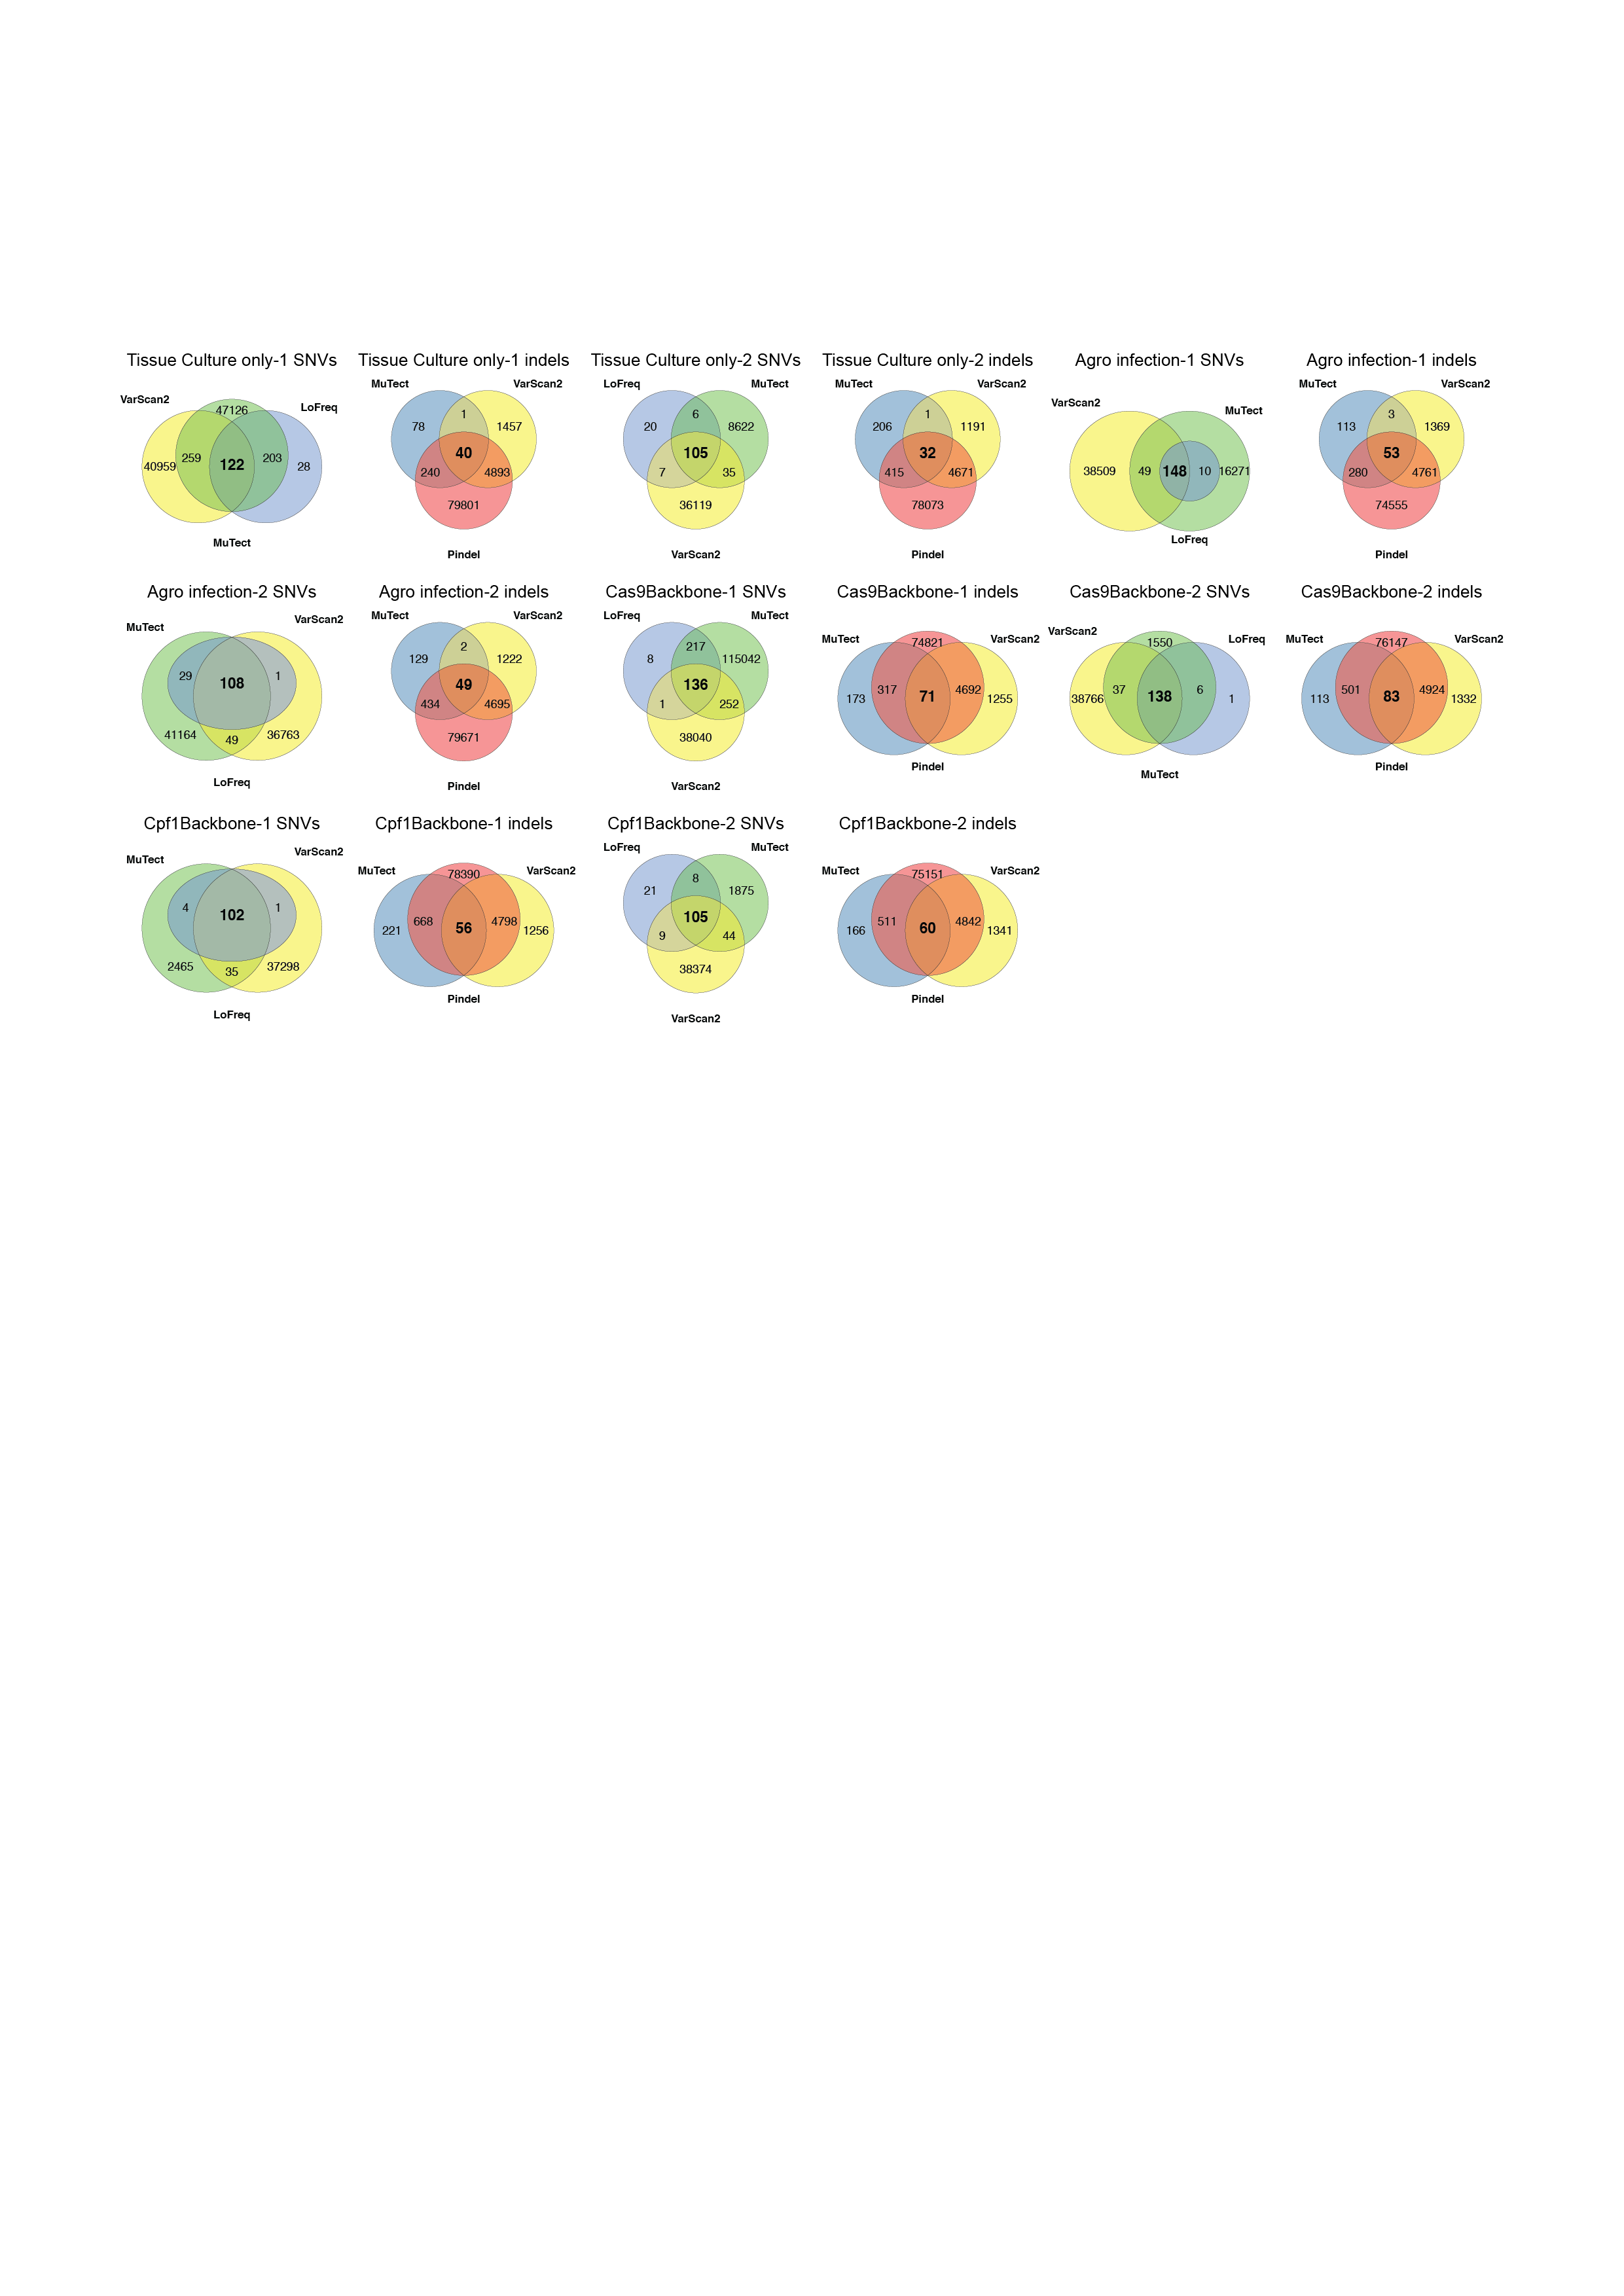 Tissue Culture only-1 SNVs
VarScan2
47126
LoFreq
40959 259 122 203 28
MuTect
Tissue Culture only-1 indels
MuTect VarScan2
1
78 1457
40
240 4893
79801
Pindel
Tissue Culture only-2 SNVs
LoFreq MuTect
6
20 8622
105
7 35
36119
VarScan2
Tissue Culture only-2 indels
MuTect VarScan2
1
206 1191
32
415 4671
78073
Pindel
Agro infection-1 SNVs
VarScan2
MuTect
38509 49 148 10 16271
LoFreq
Agro infection-1 indels
MuTect VarScan2
3
113 1369
53
280 4761
74555
Pindel
Agro infection-2 SNVs
VarScan2
MuTect
29 108 1
41164 49 36763
LoFreq
Agro infection-2 indels
MuTect VarScan2
2
129 1222
49
434 4695
79671
Pindel
Cas9Backbone-1 SNVs
LoFreq MuTect
217
8 115042
136
1 252
38040
VarScan2
Cas9Backbone-1 indels
MuTect 74821 VarScan2
173 317 71 4692 1255
Pindel
Cas9Backbone-2 SNVs
VarScan2
1550
LoFreq
38766 37 138 6 1
MuTect
Cas9Backbone-2 indels
MuTect 76147 VarScan2
113 501 83 4924 1332
Pindel
Cpf1Backbone-1 SNVs
VarScan2
MuTect
4 102 1
2465 35 37298
LoFreq
Cpf1Backbone-1 indels
MuTect 78390 VarScan2
221 668 56 4798 1256
Pindel
Cpf1Backbone-2 SNVs
LoFreq MuTect
8
21 1875
105
9 44
38374
VarScan2
Cpf1Backbone-2 indels
MuTect 75151 VarScan2
166 511 60 4842 1341
Pindel